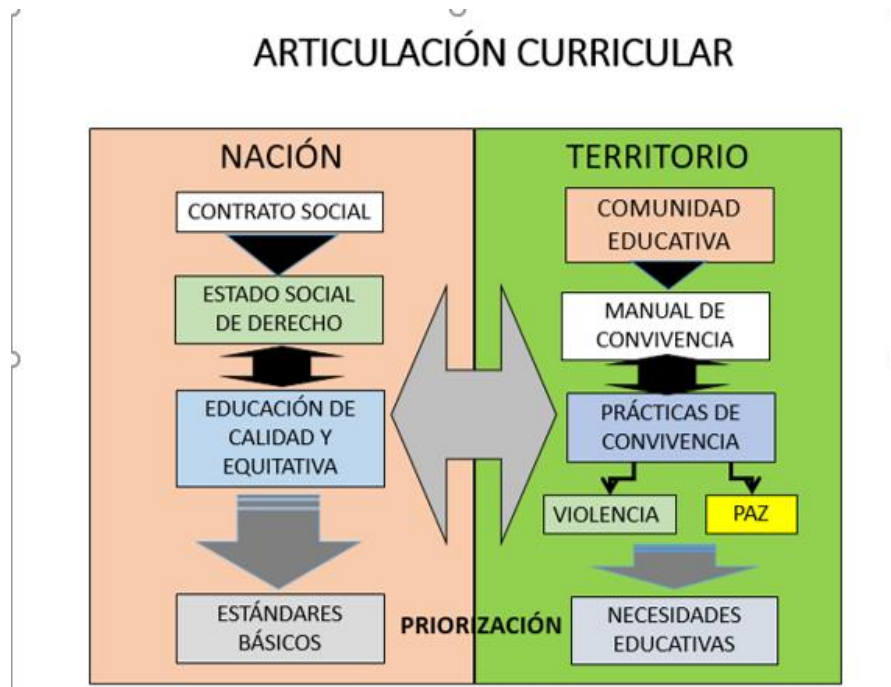 ARTICULACIÓN CURRICULAR
NACIÓN
CONTRATO SOCIAL
ESTADO SOCIAL
DE DERECHO
EDUCACIÓN DE
CALIDAD Y
EQUITATIVA
ESTÁNDARES
BÁSICOS
PRIORIZACIÓN
TERRITORIO
COMUNIDAD
EDUCATIVA
MANUAL DE
CONVIVENCIA
PRÁCTICAS DE
CONVIVENCIA
VIOLENCIA
PAZ
NECESIDADES
EDUCATIVAS